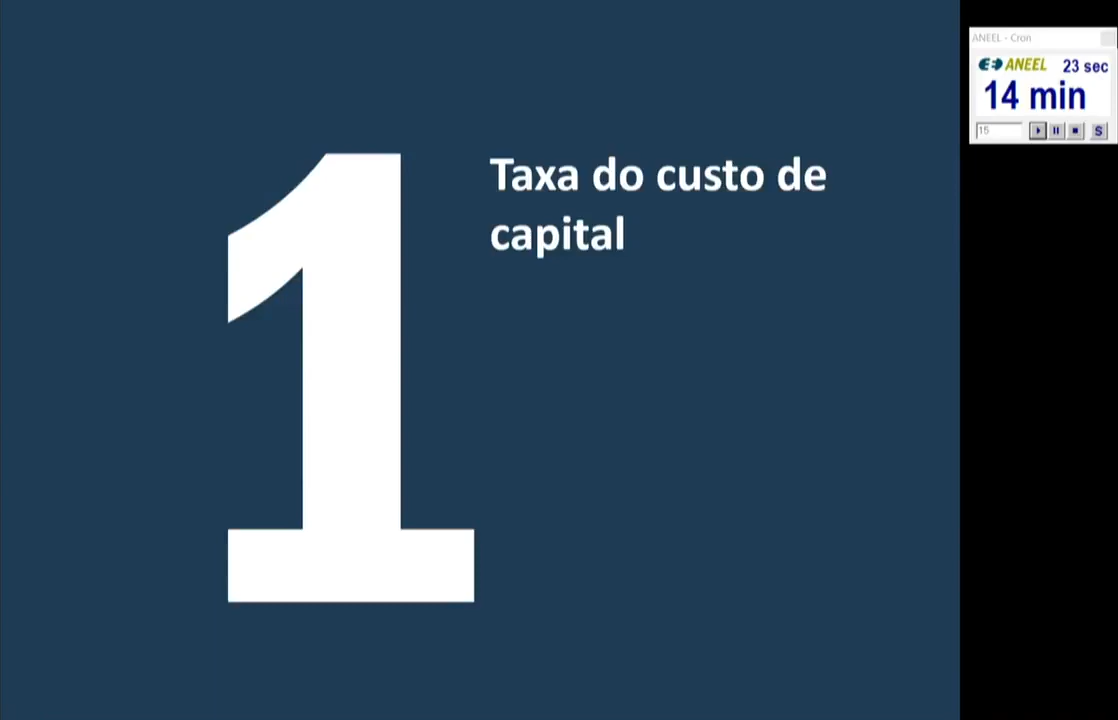 1
Taxa do custo de
capital
ANEEL - Cron
ANEEL 23 sec
14 min
15
S